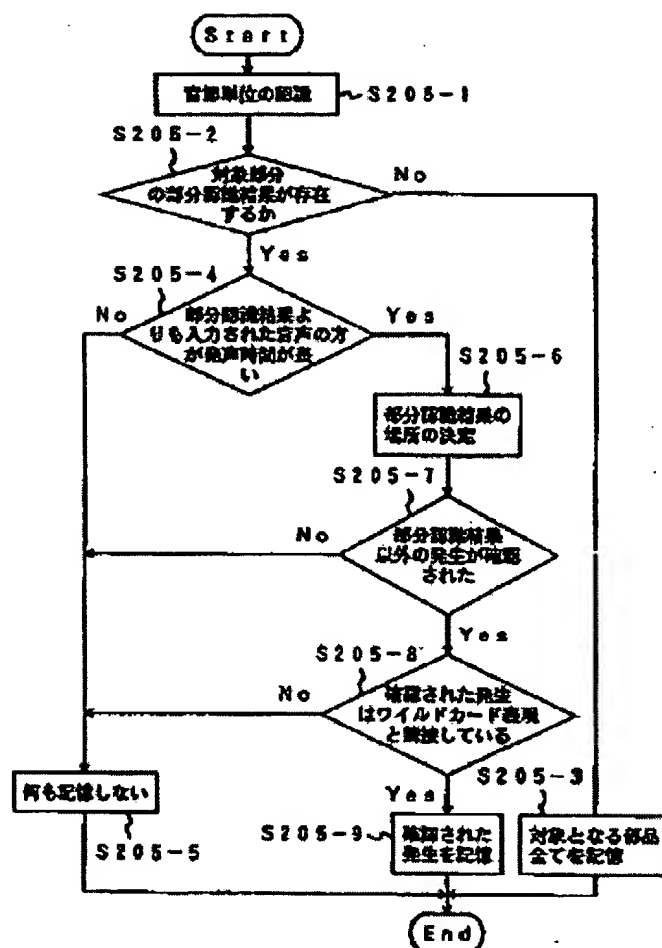 Start
音節単位の認識
S205-1
S205-2
対象部分
の部分認識結果が存在
するか
No
Yes
S205-4
No
部分認識結果よ
りも入力された音声の方
が発声時間が長
い
Yes
S205-6
部分認識結果の
場所の決定
S205-7
No
部分認識結果
以外の発生が確認
された
Yes
S205-8
No
確認された発生
はワイルドカード表現
と隣接している
S205-3
何も記憶しない
Yes
S205-5
S205-9
確認された
発生を記憶
対象となる部品
全てを記憶
End